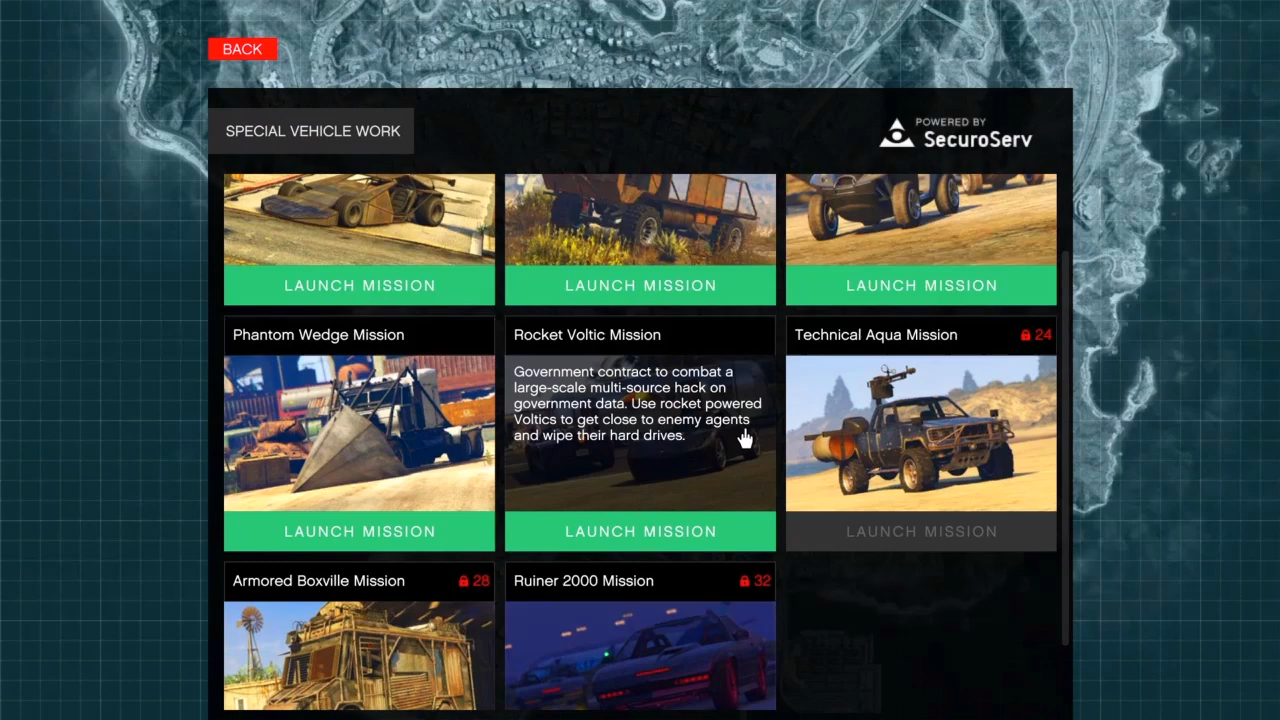 BACK
SPECIAL VEHICLE WORK
POWERED BY
SecuroServ
LAUNCH MISSION
LAUNCH MISSION
LAUNCH MISSION
Phantom Wedge Mission
Rocket Voltic Mission
Technical Aqua Mission
24
Government contract to combat a
large-scale multi-source hack on
government data. Use rocket powered
Voltics to get close to enemy agents
and wipe their hard drives.
LAUNCH MISSION
LAUNCH MISSION
LAUNCH MISSION
Armored Boxville Mission
28
Ruiner 2000 Mission
32